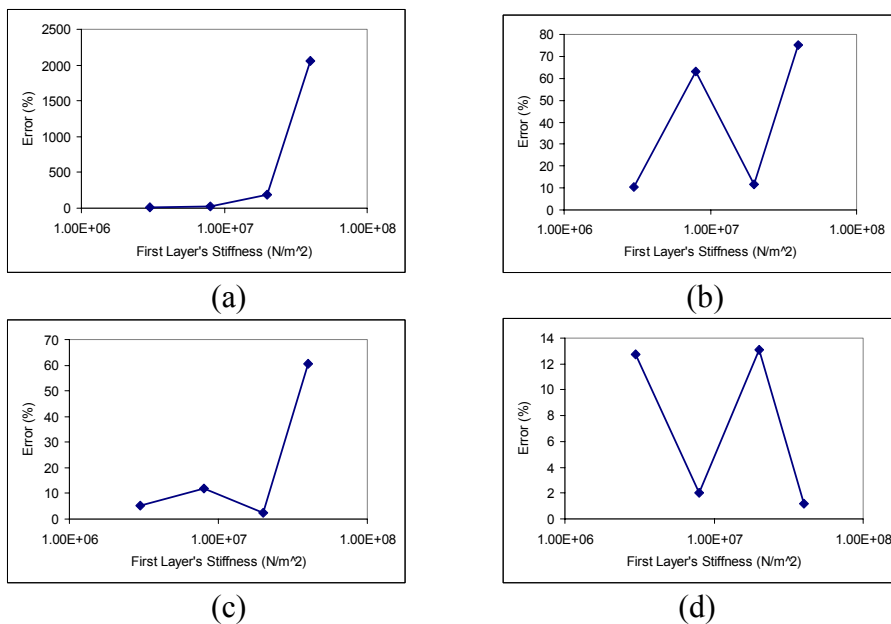 2500
2000
1500
1000
500
0
Error (%)
1.00E+06 1.00E+07 1.00E+08
First Layer's Stiffness (N/m^2)
(a)
80
70
60
50
40
30
20
10
0
Error (%)
1.00E+06 1.00E+07 1.00E+08
First Layer's Stiffness (N/m^2)
(b)
70
60
50
40
30
20
10
0
Error (%)
1.00E+06 1.00E+07 1.00E+08
First Layer's Stiffness (N/m^2)
(c)
14
12
10
8
6
4
2
0
Error (%)
1.00E+06 1.00E+07 1.00E+08
First Layer's Stiffness (N/m^2)
(d)